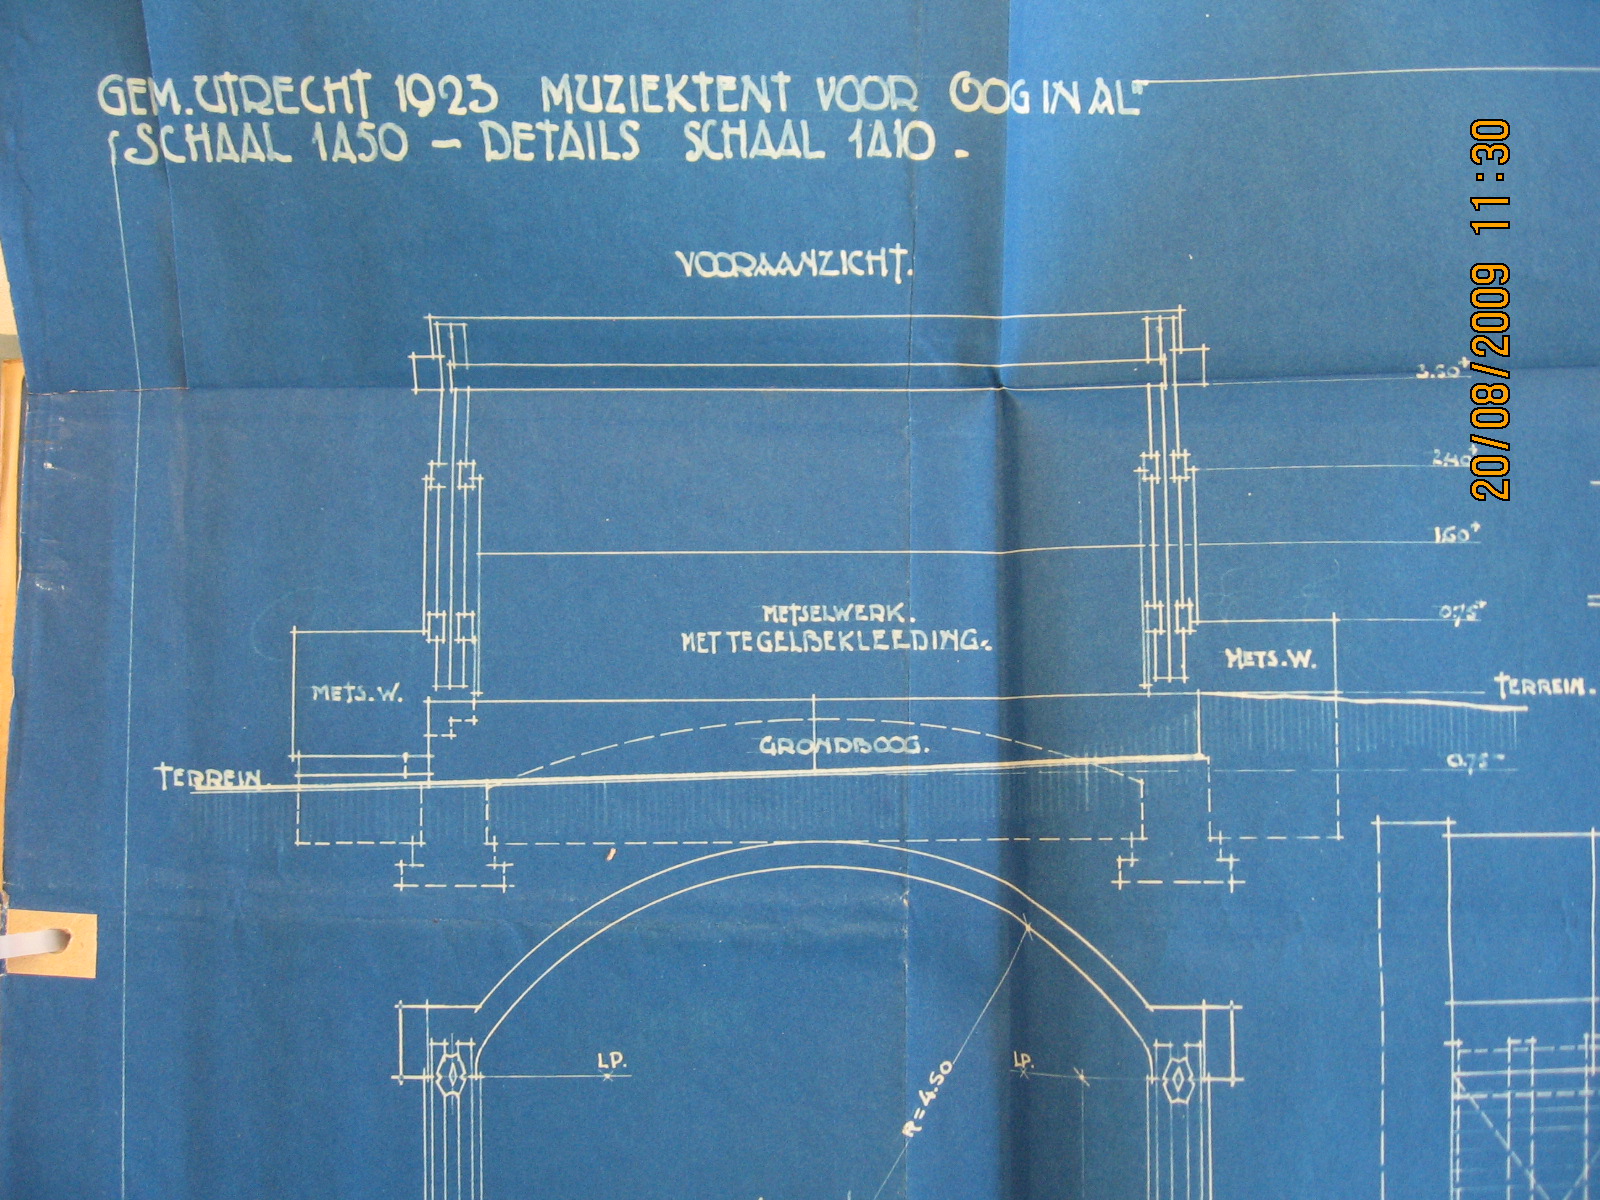 GEM. UTRECHT 1923 MUZIEKTENT VOOR OOG IN AL"
SCHAAL 1A50 – DETAILS SCHAAL 1A10.
VOORAANZICHT.
3.50+
2.40+
1.60+
METSELWERK.
MET TEGELBEKLEEDING.
0.75+
METS.W.
METS.W.
TERREIN.
GRONDBOOG.
0.75-
TERREIN.
LP.
LP.
R=4.50
20/08/2009 11:30